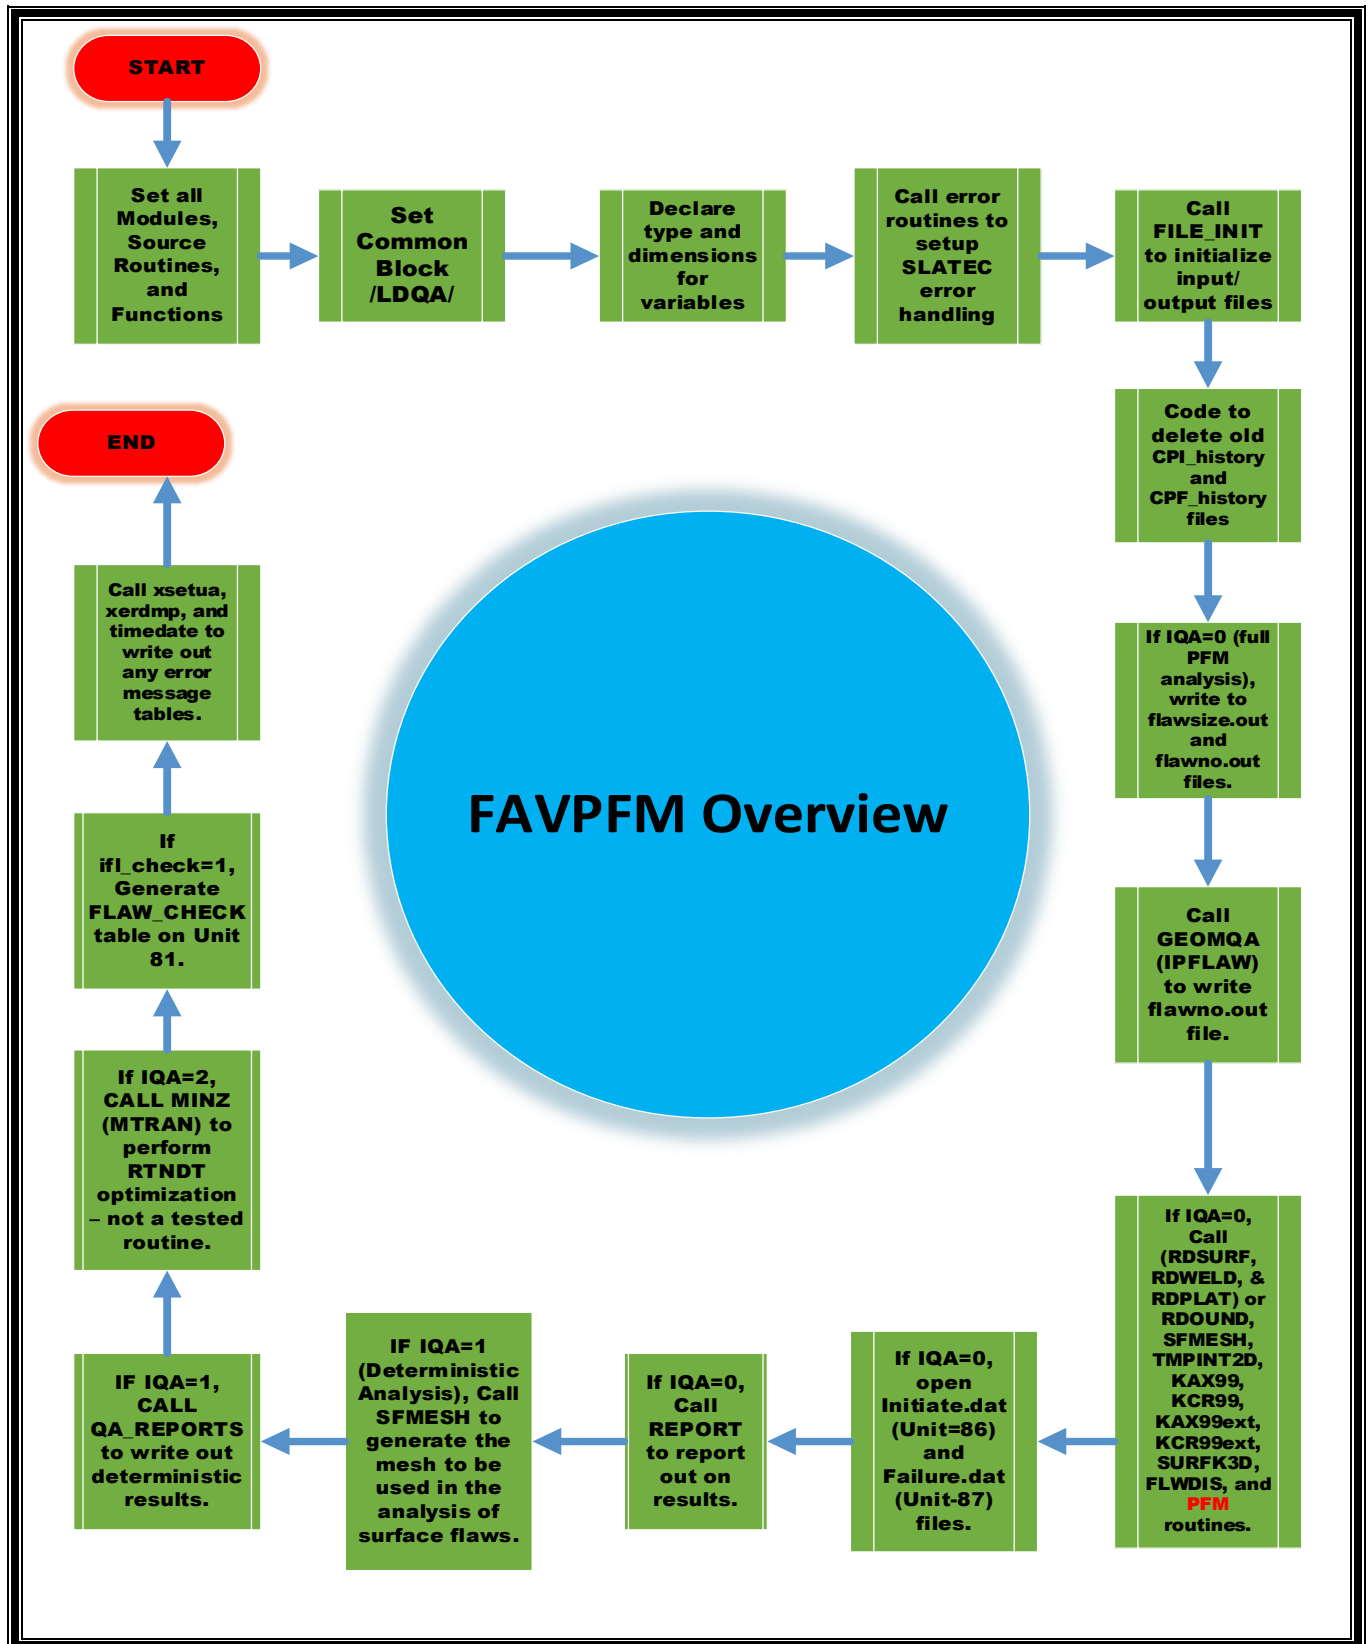 START
Set all
Modules,
Source
Routines,
and
Functions
Set
Common
Block
/LDQA/
Declare
type and
dimensions
for
variables
Call error
routines to
setup
SLATEC
error
handling
Call
FILE_INIT
to initialize
input/
output files
Code to
delete old
CPI_history
and
CPF_history
files
If IQA=0 (full
PFM
analysis),
write to
flawsize.out
and
flawno.out
files.
Call
GEOMQA
(IPFLAW)
to write
flawno.out
file.
If IQA=0,
Call
(RDSURF,
RDWELD, &
RDPLAT) or
RDOUND,
SFMESH,
TMPINT2D,
KAX99,
KCR99,
KAX99ext,
KCR99ext,
SURFK3D,
FLWDIS, and
PFM
routines.
If IQA=0,
open
Initiate.dat
(Unit=86)
and
Failure.dat
(Unit-87)
files.
If IQA=0,
Call
REPORT
to report
out on
results.
IF IQA=1
(Deterministic
Analysis), Call
SFMESH to
generate the
mesh to be
used in the
analysis of
surface flaws.
IF IQA=1,
CALL
QA_REPORTS
to write out
deterministic
results.
If IQA=2,
CALL MINZ
(MTRAN) to
perform
RTNDT
optimization
– not a tested
routine.
If
ifl_check=1,
Generate
FLAW_CHECK
table on Unit
81.
Call xsetua,
xerdmp, and
timedate to
write out
any error
message
tables.
END
FAVPFM Overview